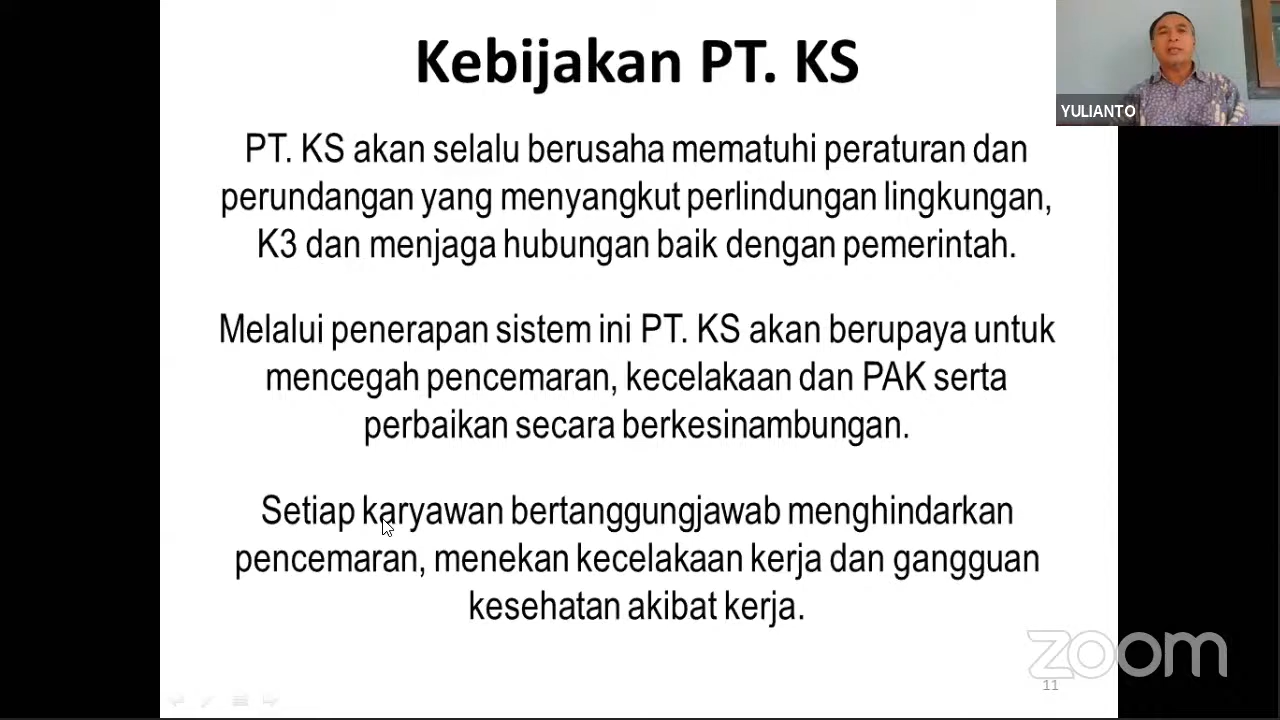 Kebijakan PT. KS
YULIANTO
PT. KS akan selalu berusaha mematuhi peraturan dan
perundangan yang menyangkut perlindungan lingkungan,
K3 dan menjaga hubungan baik dengan pemerintah.
Melalui penerapan sistem ini PT. KS akan berupaya untuk
mencegah pencemaran, kecelakaan dan PAK serta
perbaikan secara berkesinambungan.
Setiap karyawan bertanggungjawab menghindarkan
pencemaran, menekan kecelakaan kerja dan gangguan
kesehatan akibat kerja.
zoom
11